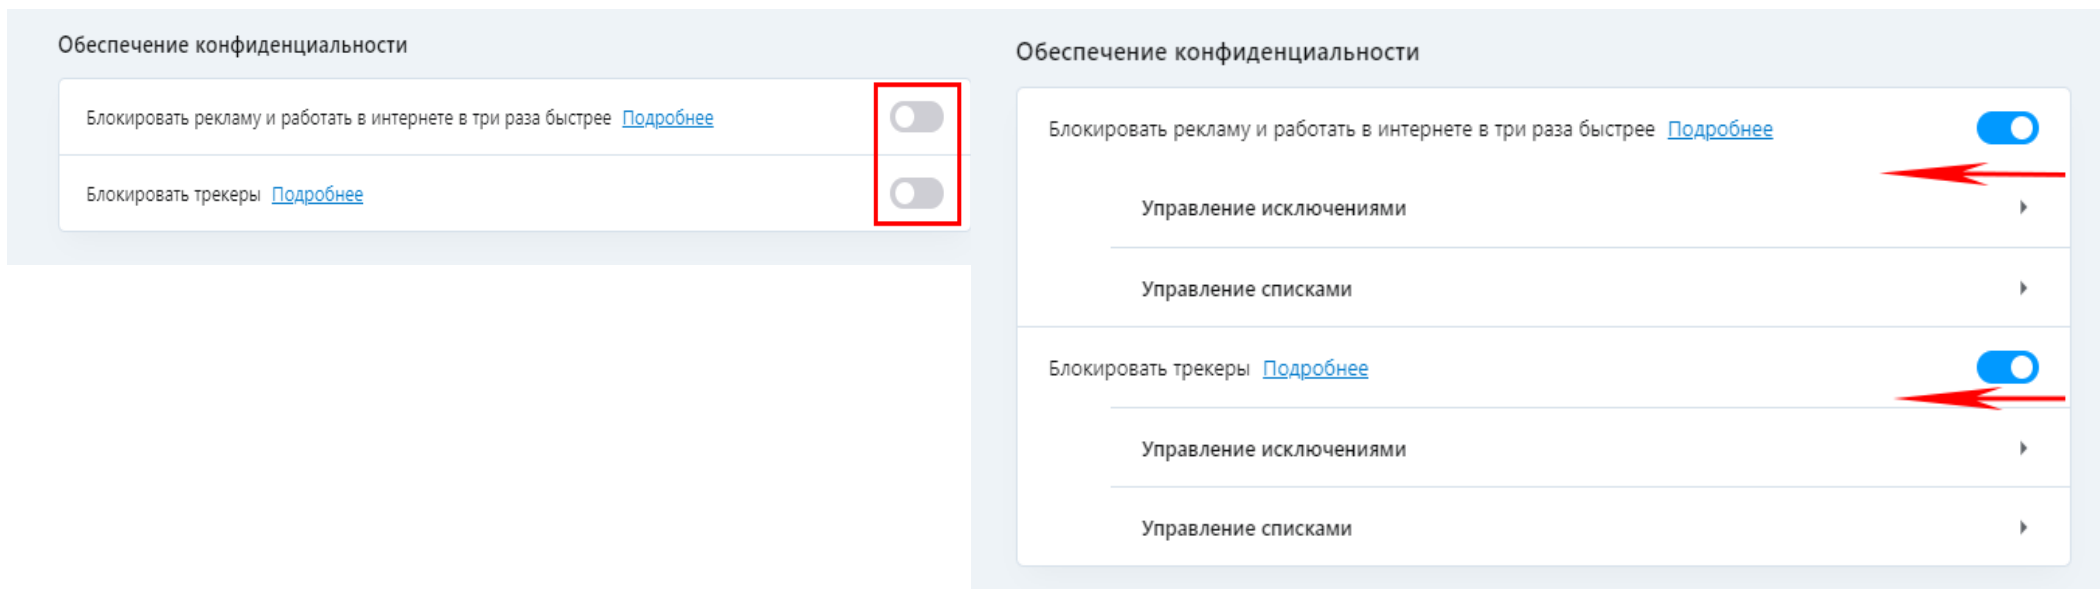 Обеспечение конфиденциальности
Блокировать рекламу и работать в интернете в три раза быстрее Подробнее
Блокировать трекеры Подробнее
Обеспечение конфиденциальности
Блокировать рекламу и работать в интернете в три раза быстрее Подробнее
Управление исключениями
Управление списками
Блокировать трекеры Подробнее
Управление исключениями
Управление списками